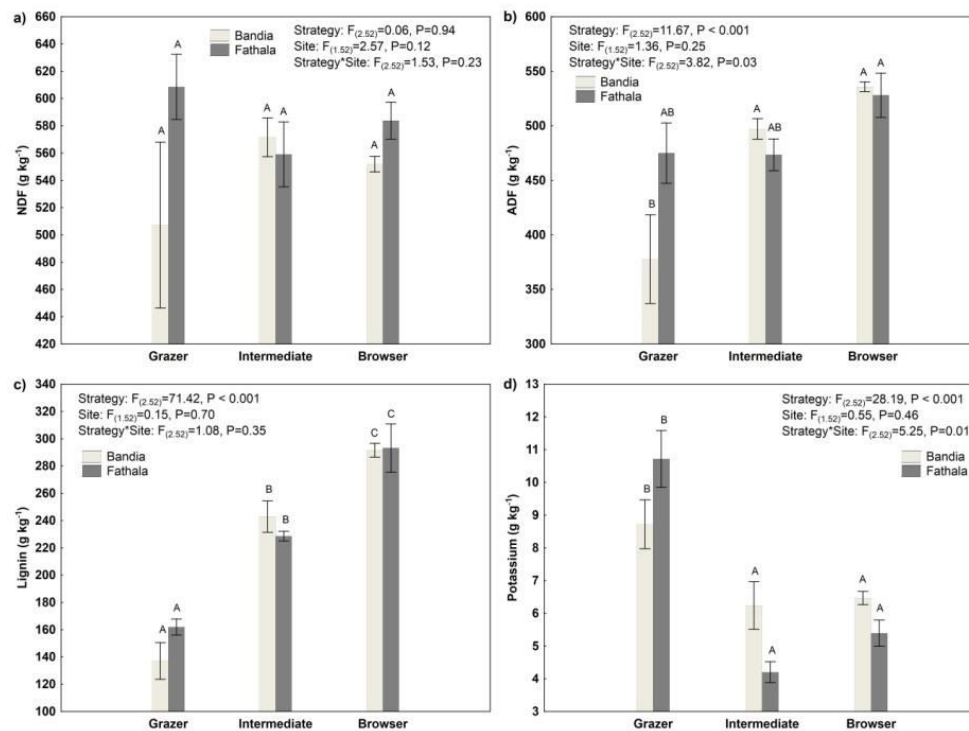 a)
660
640
620
600
580
560
540
520
500
480
460
440
420
NDF (g kg⁻¹)
Strategy: F(2.52)=0.06, P=0.94
Site: F(1.52)=2.57, P=0.12
Strategy*Site: F(2.52)=1.53, P=0.23
Bandia
Fathala
A
A
A
A
A
A
Grazer Intermediate Browser
b)
600
550
500
450
400
350
300
ADF (g kg⁻¹)
Strategy: F(2.52)=11.67, P < 0.001
Site: F(1.52)=1.36, P=0.25
Strategy*Site: F(2.52)=3.82, P=0.03
Bandia
Fathala
B
AB
A
AB
A
A
Grazer Intermediate Browser
c)
340
320
300
280
260
240
220
200
180
160
140
120
100
Lignin (g kg⁻¹)
Strategy: F(2.52)=71.42, P < 0.001
Site: F(1.52)=0.15, P=0.70
Strategy*Site: F(2.52)=1.08, P=0.35
Bandia
Fathala
A
A
B
B
C
C
Grazer Intermediate Browser
d)
13
12
11
10
9
8
7
6
5
4
3
Potassium (g kg⁻¹)
Strategy: F(2.52)=28.19, P < 0.001
Site: F(1.52)=0.55, P=0.46
Strategy*Site: F(2.52)=5.25, P=0.01
Bandia
Fathala
B
B
A
A
A
A
Grazer Intermediate Browser